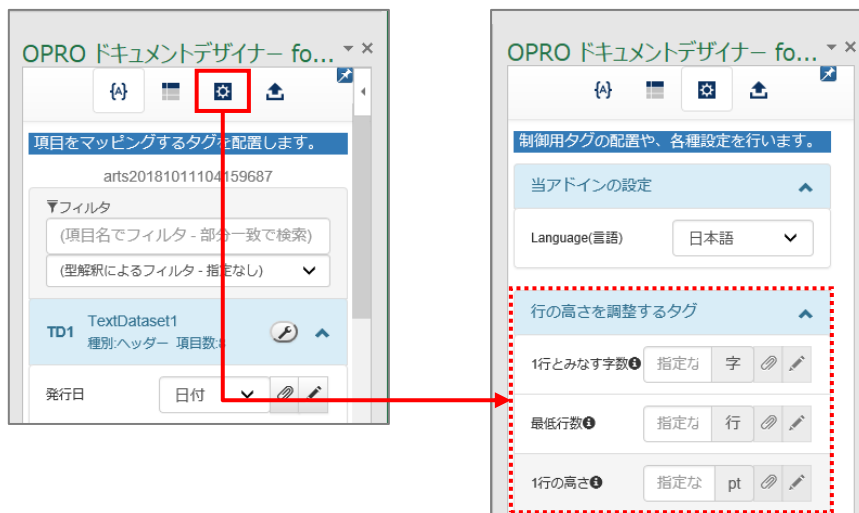 OPRO ドキュメントデザイナー fo...
{A}
項目をマッピングするタグを配置します。
arts20181011104159687
フィルタ
(項目名でフィルタ - 部分一致で検索)
(型解釈によるフィルタ - 指定なし)
TD1 TextDataset1
種別:ヘッダー 項目数:8
発行日 日付
OPRO ドキュメントデザイナー fo...
{A}
制御用タグの配置や、各種設定を行います。
当アドインの設定
Language(言語) 日本語
行の高さを調整するタグ
1行とみなす字数 指定な 字
最低行数 指定な 行
1行の高さ 指定な pt